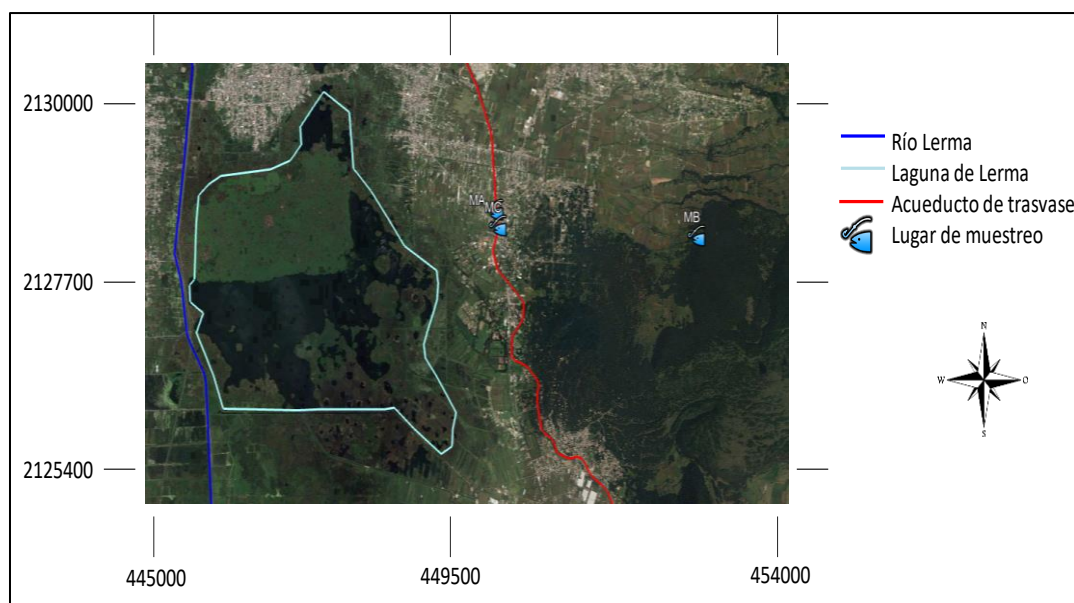 2130000
2127700
2125400
445000
449500
454000
MA
MC
MB
Río Lerma
Laguna de Lerma
Acueducto de trasvase
Lugar de muestreo
N
W
O
S